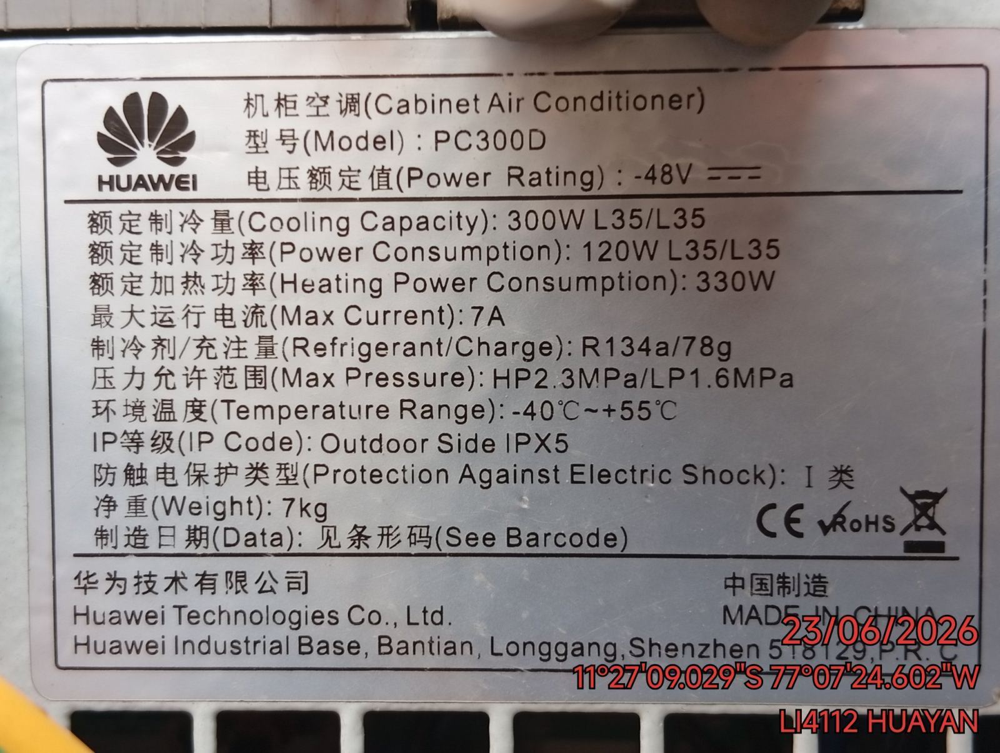 机柜空调(Cabinet Air Conditioner)
型号(Model) : PC300D
HUAWEI
电压额定值(Power Rating) : -48V
额定制冷量(Cooling Capacity): 300W L35/L35
额定制冷功率(Power Consumption): 120W L35/L35
额定加热功率(Heating Power Consumption): 330W
最大运行电流(Max Current): 7A
制冷剂/充注量(Refrigerant/Charge): R134a/78g
压力允许范围(Max Pressure): HP2.3MPa/LP1.6MPa
环境温度(Temperature Range): -40℃~+55℃
IP等级(IP Code): Outdoor Side IPX5
防触电保护类型(Protection Against Electric Shock): I 类
净重(Weight): 7kg
CE RoHS
制造日期(Data): 见条形码(See Barcode)
华为技术有限公司
中国制造
Huawei Technologies Co., Ltd.
MADE IN CHINA
Huawei Industrial Base, Bantian, Longgang,Shenzhen 518129,P.R. C
23/06/2026
11°27'09.029"S 77°07'24.602"W
LI4112 HUAYAN